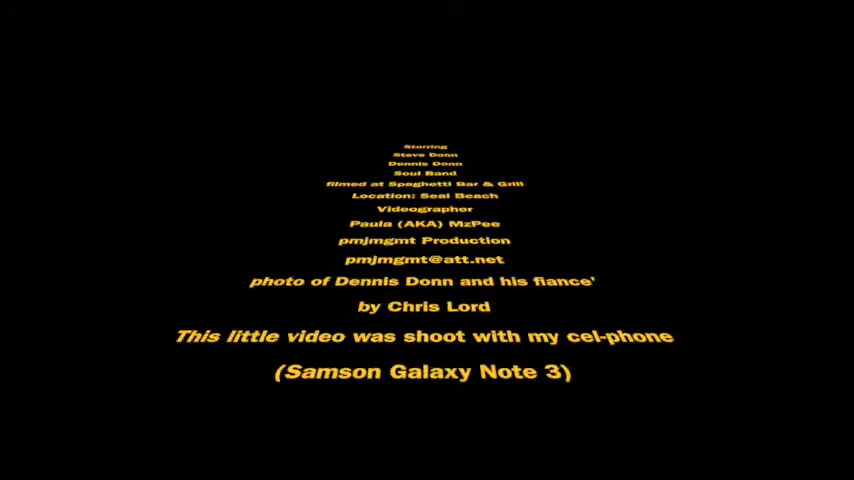 Starring
Steve Donn
Dennis Donn
Soul Band
filmed at Spaghetti Bar & Grill
Location: Seal Beach
Videographer
Paula (AKA) MzPee
pmjmgmt Production
pmjmgmt@att.net
photo of Dennis Donn and his fiance'
by Chris Lord
This little video was shoot with my cel-phone
(Samson Galaxy Note 3)